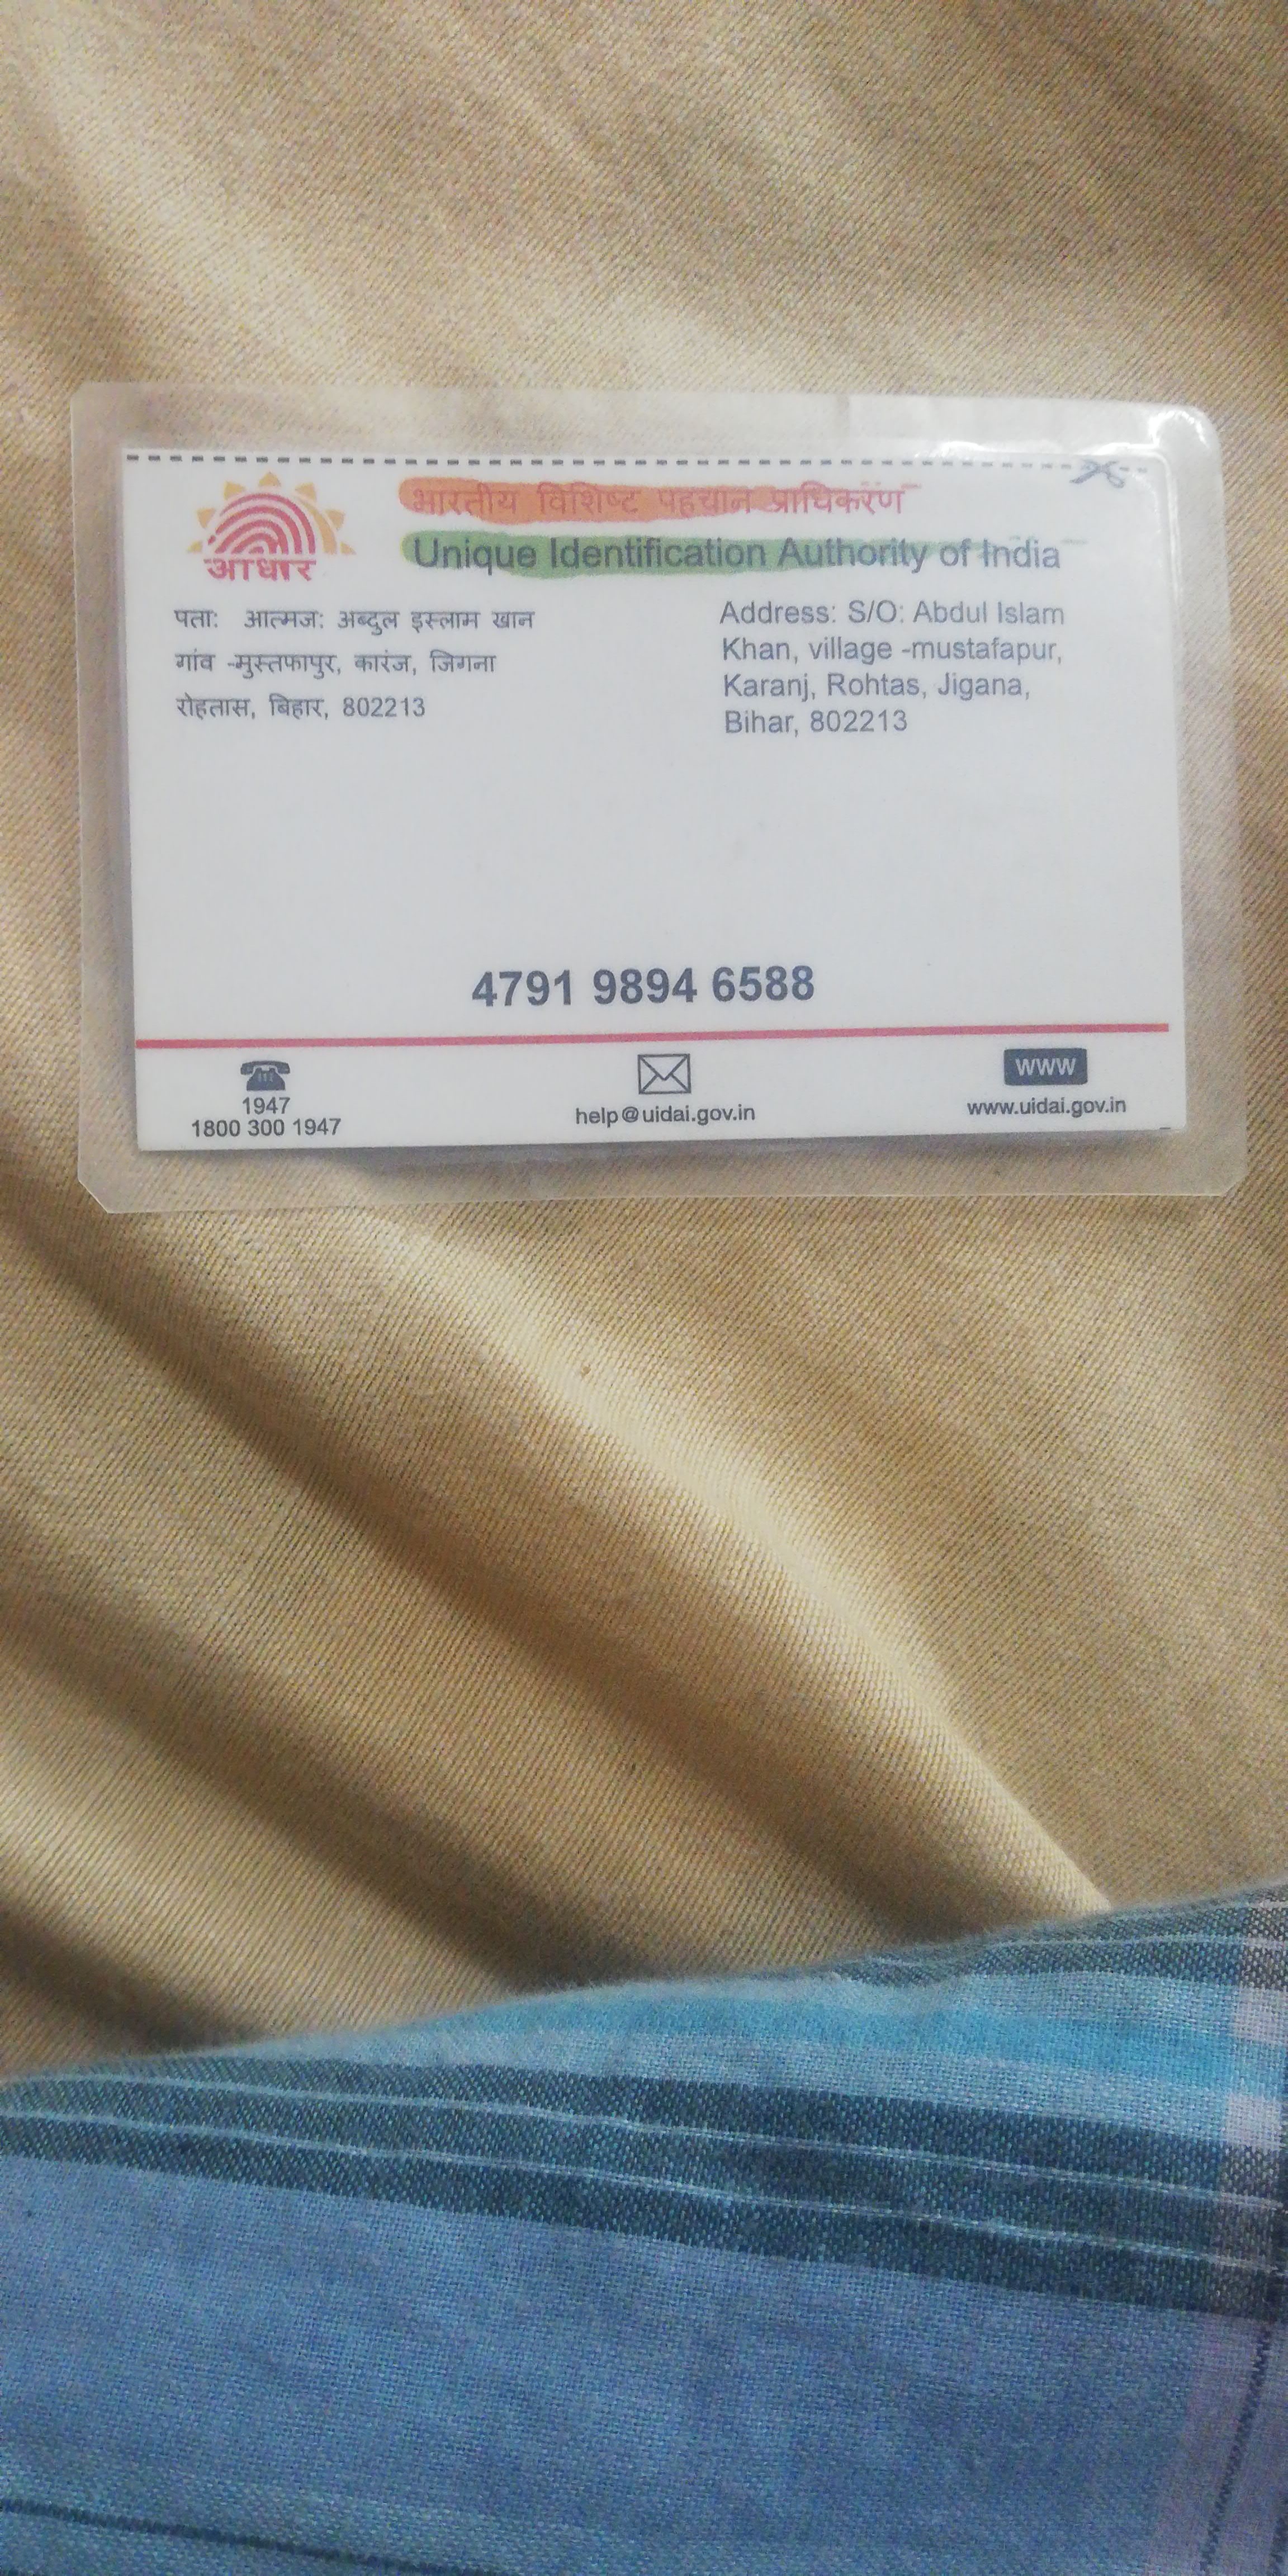 भारतीय विशिष्ट पहचान प्राधिकरण
Unique Identification Authority of India
आधार
पता: आत्मज: अब्दुल इस्लाम खान
गांव -मुस्तफापुर, कारंज, जिगना
रोहतास, बिहार, 802213
Address: S/O: Abdul Islam
Khan, village -mustafapur,
Karanj, Rohtas, Jigana,
Bihar, 802213
4791 9894 6588
1947
1800 300 1947
help@uidai.gov.in
WWW
www.uidai.gov.in